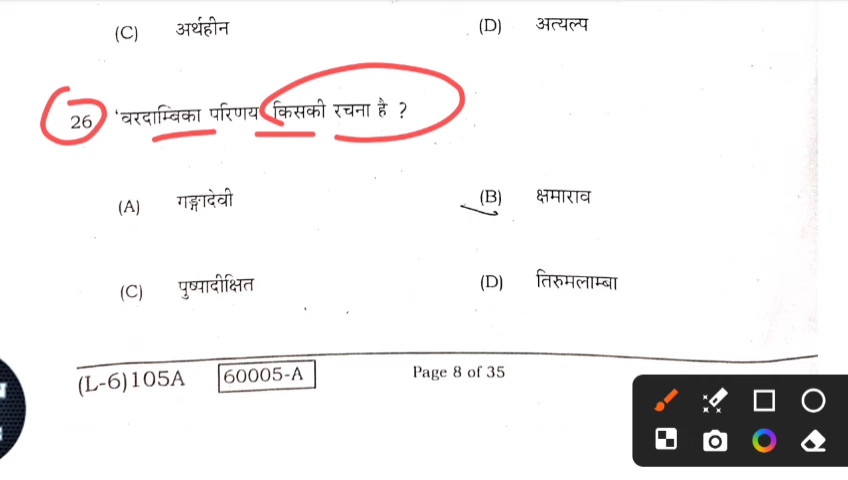 (C) अर्थहीन (D) अत्यल्प
26 'वरदाम्बिका परिणय किसकी रचना है ?
(A) गङ्गादेवी (B) क्षमाराव
(C) पुष्पादीक्षित (D) तिरुमलाम्बा
(L-6)105A 60005-A Page 8 of 35